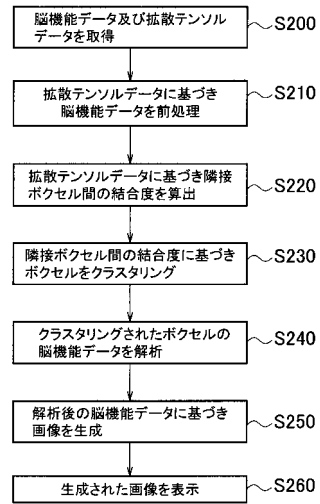 脳機能データ及び拡散テンソル
データを取得
S200
拡散テンソルデータに基づき
脳機能データを前処理
S210
拡散テンソルデータに基づき隣接
ボクセル間の結合度を算出
S220
隣接ボクセル間の結合度に基づき
ボクセルをクラスタリング
S230
クラスタリングされたボクセルの
脳機能データを解析
S240
解析後の脳機能データに基づき
画像を生成
S250
生成された画像を表示
S260